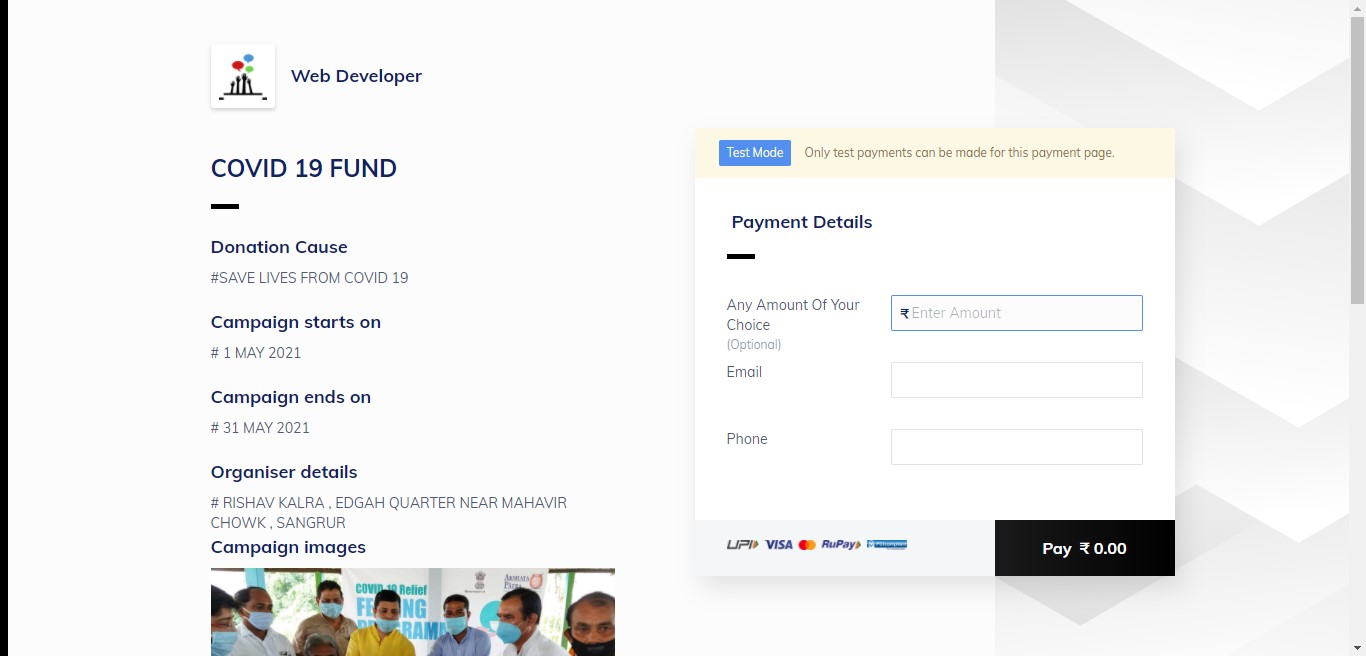 Web Developer
COVID 19 FUND
Donation Cause
#SAVE LIVES FROM COVID 19
Campaign starts on
# 1 MAY 2021
Campaign ends on
# 31 MAY 2021
Organiser details
# RISHAV KALRA , EDGAH QUARTER NEAR MAHAVIR
CHOWK , SANGRUR
Campaign images
COVID-19 Relief
PROGRAM
Test Mode Only test payments can be made for this payment page.
Payment Details
Any Amount Of Your
Choice
(Optional)
₹ Enter Amount
Email
Phone
UPI VISA RuPay
Pay ₹ 0.00